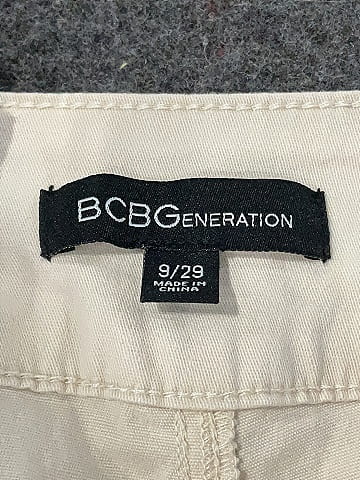 BCBGENERATION
9/29
MADE IN
CHINA